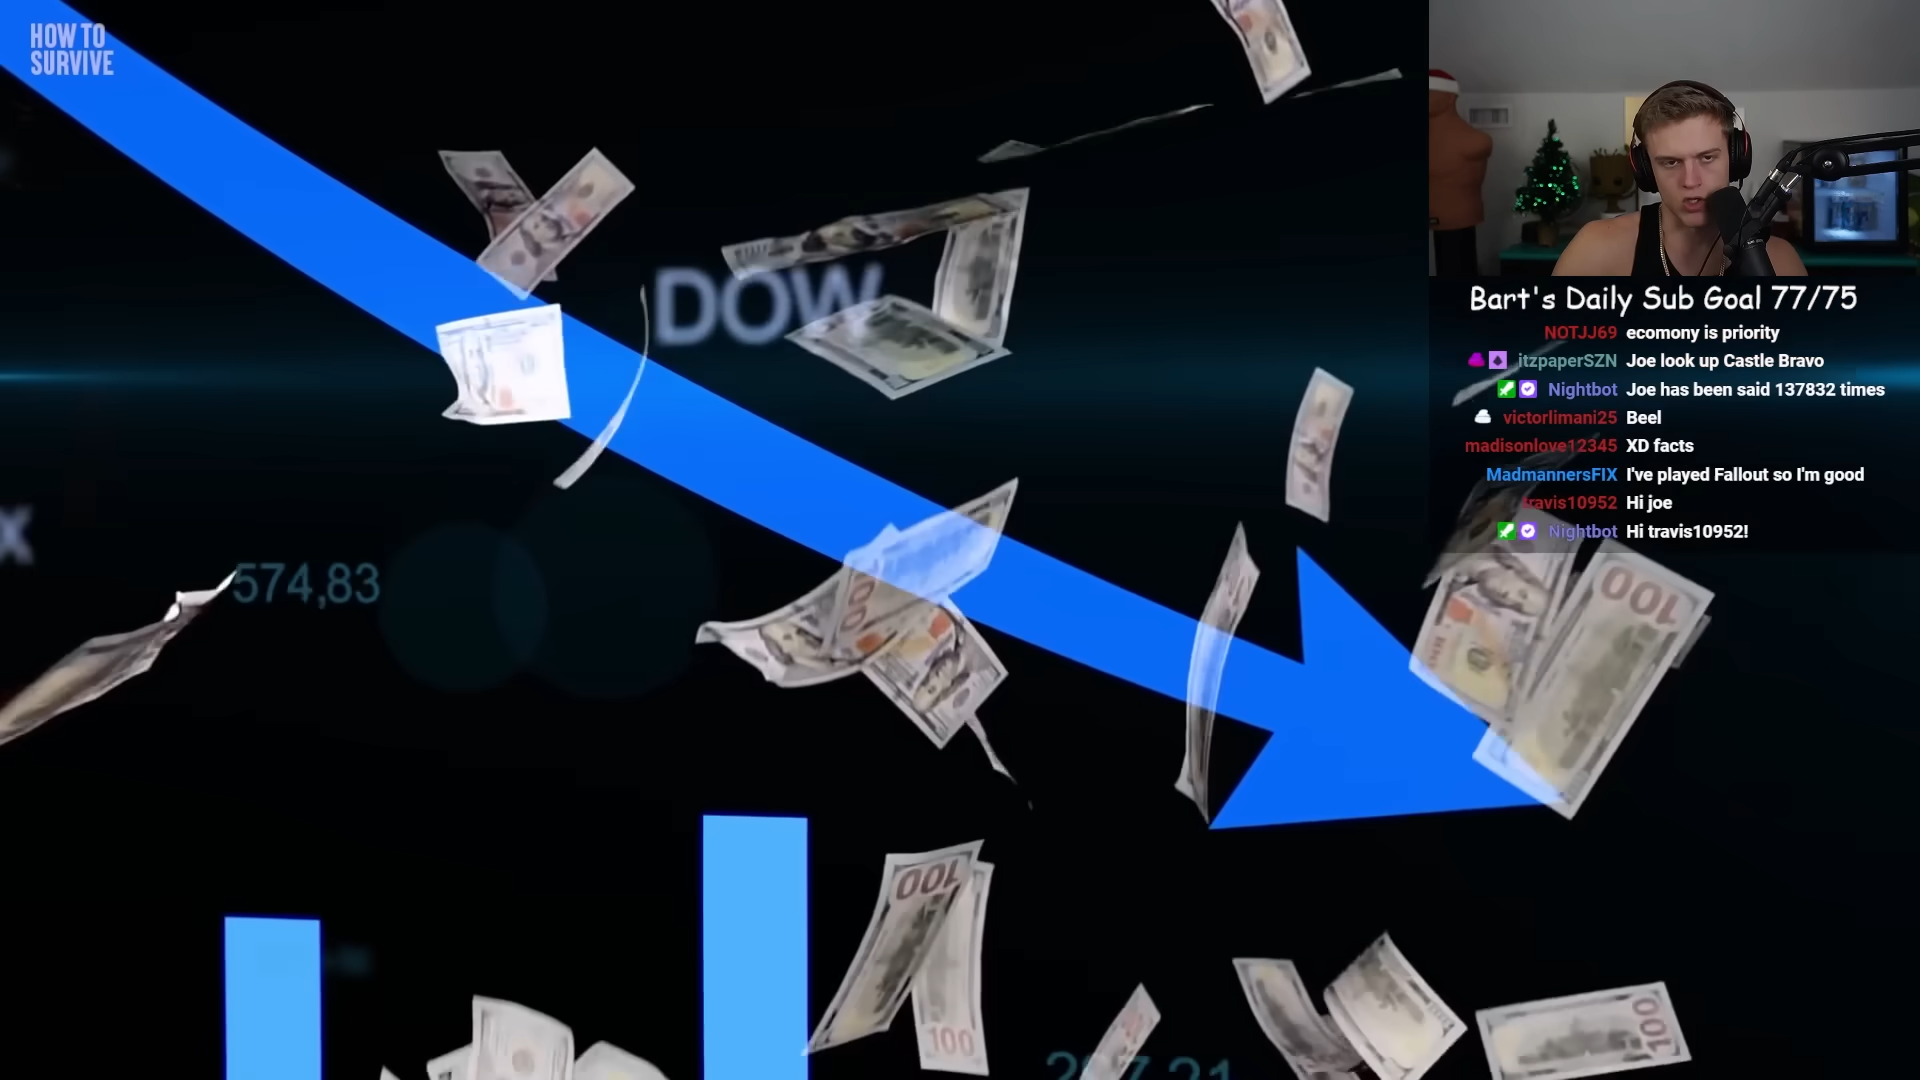 HOW TO
SURVIVE
DOW
X
574,83
100
100
100
100
Bart's Daily Sub Goal 77/75
NOTJJ69 ecomony is priority
itzpaperSZN Joe look up Castle Bravo
Nightbot Joe has been said 137832 times
victorlimani25 Beel
madisonlove12345 XD facts
MadmannersFIX I've played Fallout so I'm good
travis10952 Hi joe
Nightbot Hi travis10952!